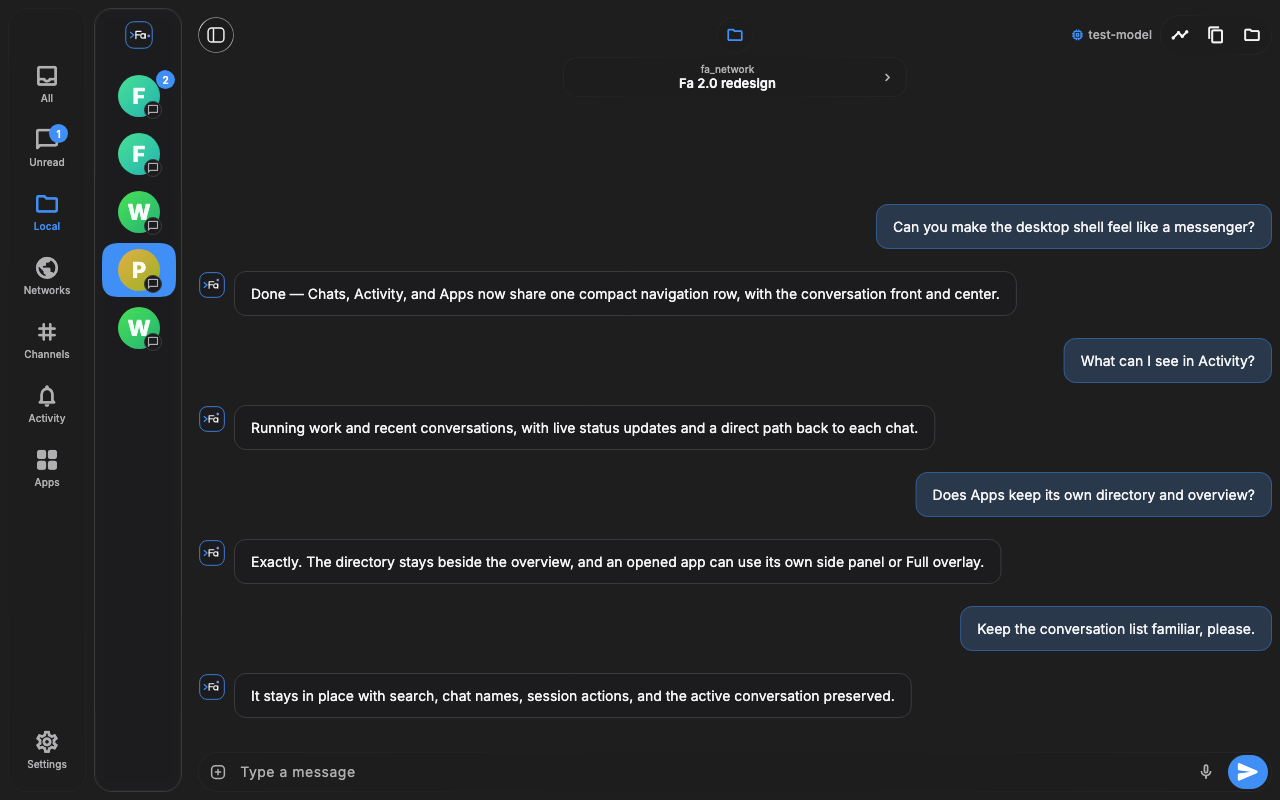 All
1
Unread
Local
Networks
Channels
Activity
Apps
Settings
>Fa
2
F
F
W
P
W
test-model
fa_network
Fa 2.0 redesign
Can you make the desktop shell feel like a messenger?
>Fa
Done — Chats, Activity, and Apps now share one compact navigation row, with the conversation front and center.
What can I see in Activity?
>Fa
Running work and recent conversations, with live status updates and a direct path back to each chat.
Does Apps keep its own directory and overview?
>Fa
Exactly. The directory stays beside the overview, and an opened app can use its own side panel or Full overlay.
Keep the conversation list familiar, please.
>Fa
It stays in place with search, chat names, session actions, and the active conversation preserved.
Type a message